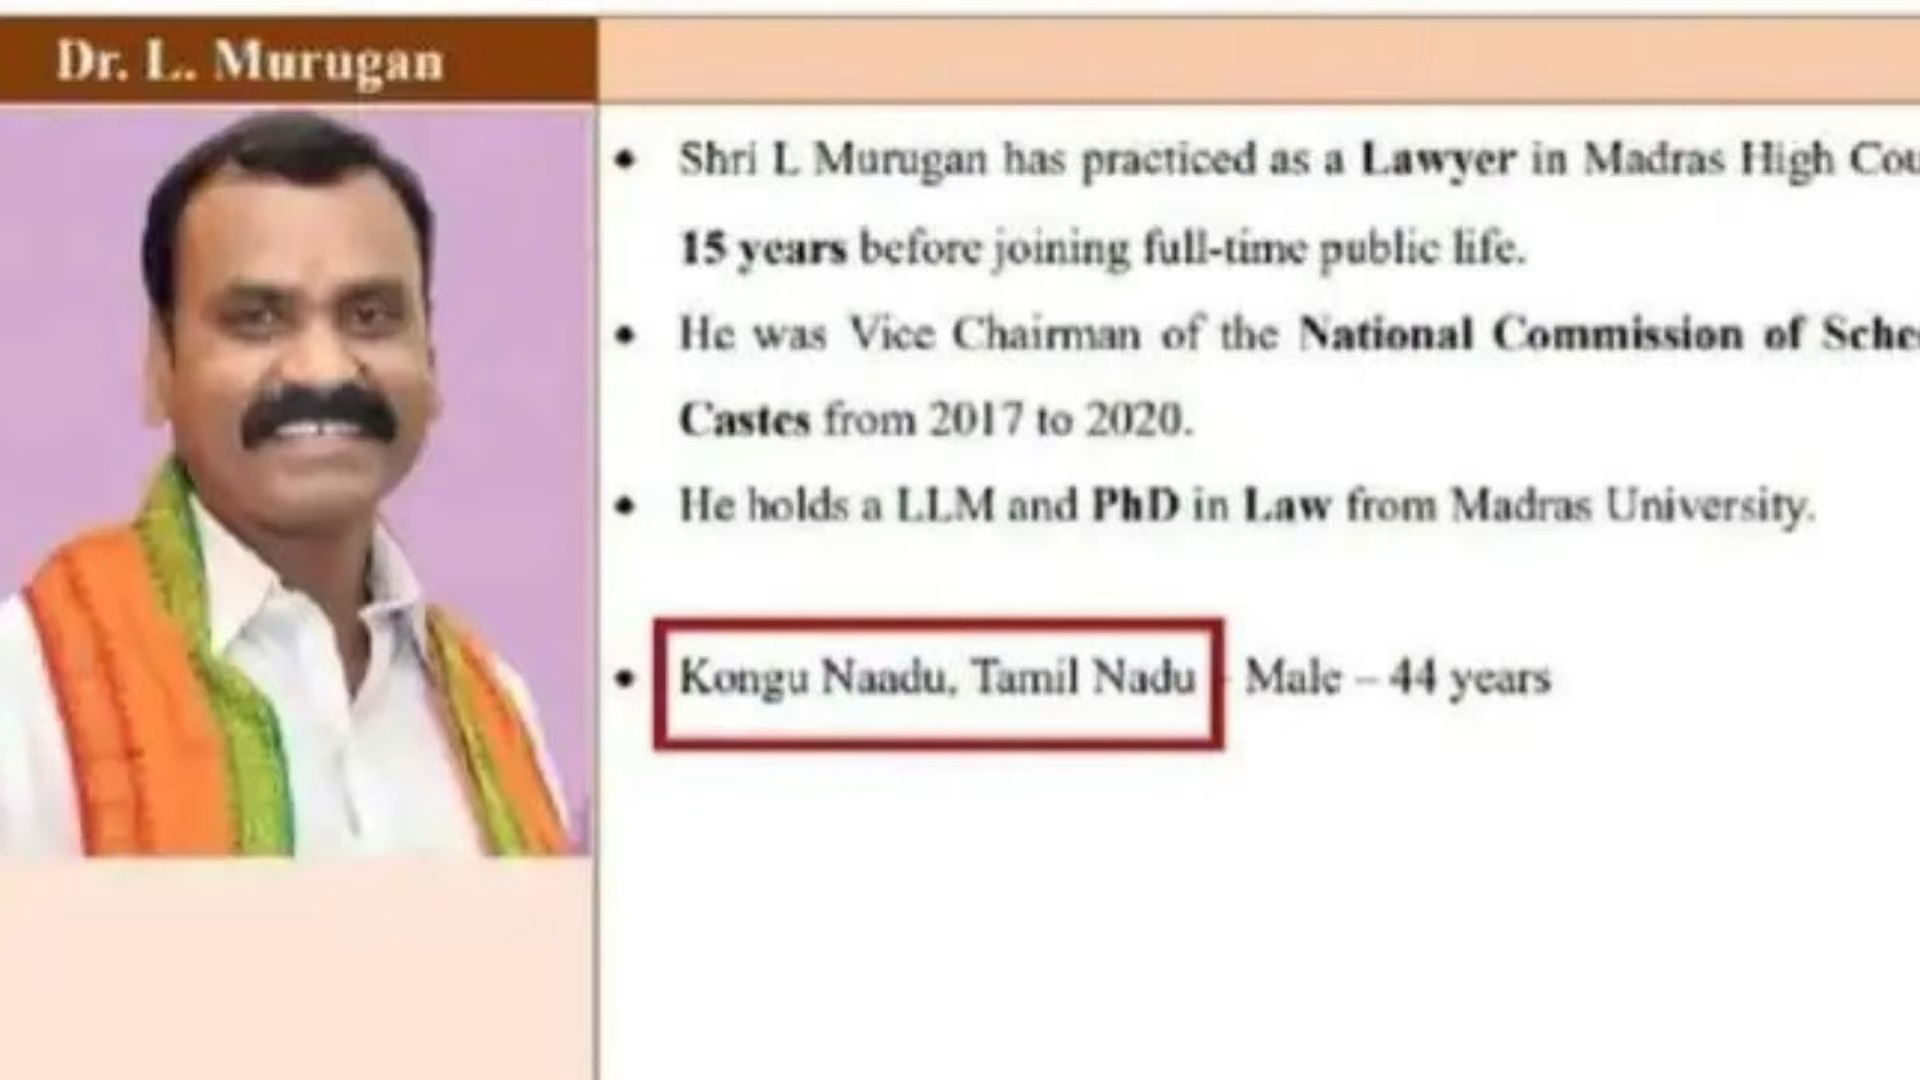 Dr. L. Murugan
• Shri L Murugan has practiced as a Lawyer in Madras High
15 years before joining full-time public life.
• He was Vice Chairman of the National Commission of
Castes from 2017 to 2020.
• He holds a LLM and PhD in Law from Madras University.
• Kongu Naadu, Tamil Nadu - Male – 44 years